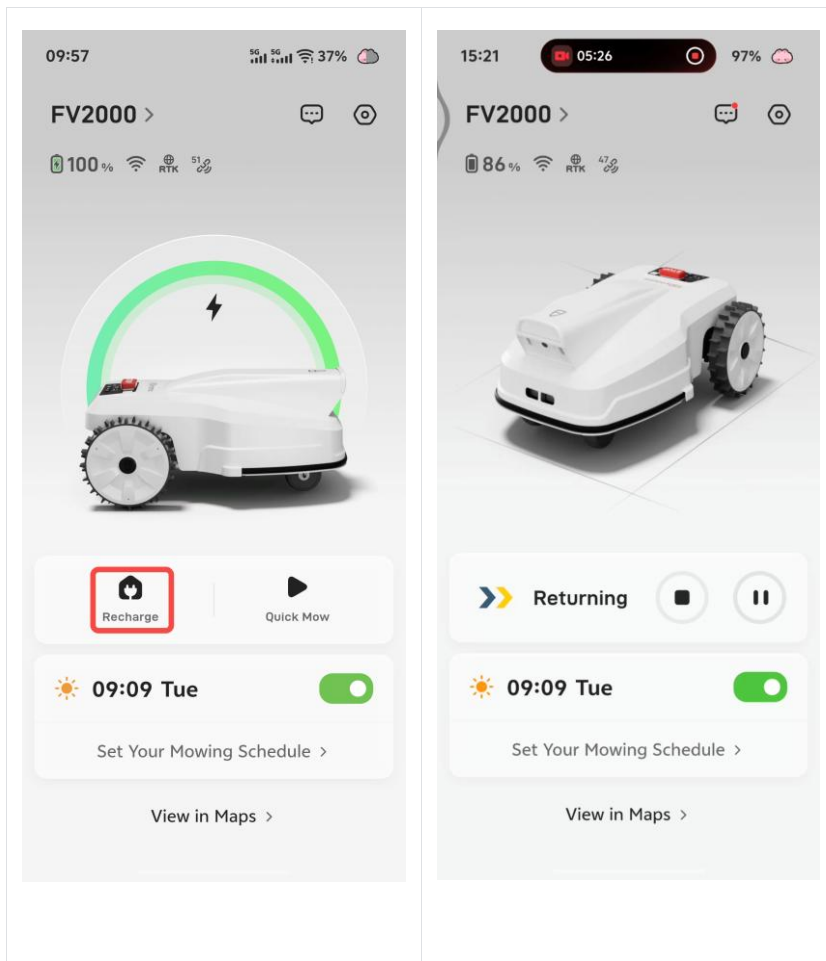 09:57
5G 5G 37%
FV2000 >
100% RTK 51
Recharge
Quick Mow
09:09 Tue
Set Your Mowing Schedule >
View in Maps >
15:21
05:26
97%
FV2000 >
86% RTK 47
Returning
09:09 Tue
Set Your Mowing Schedule >
View in Maps >